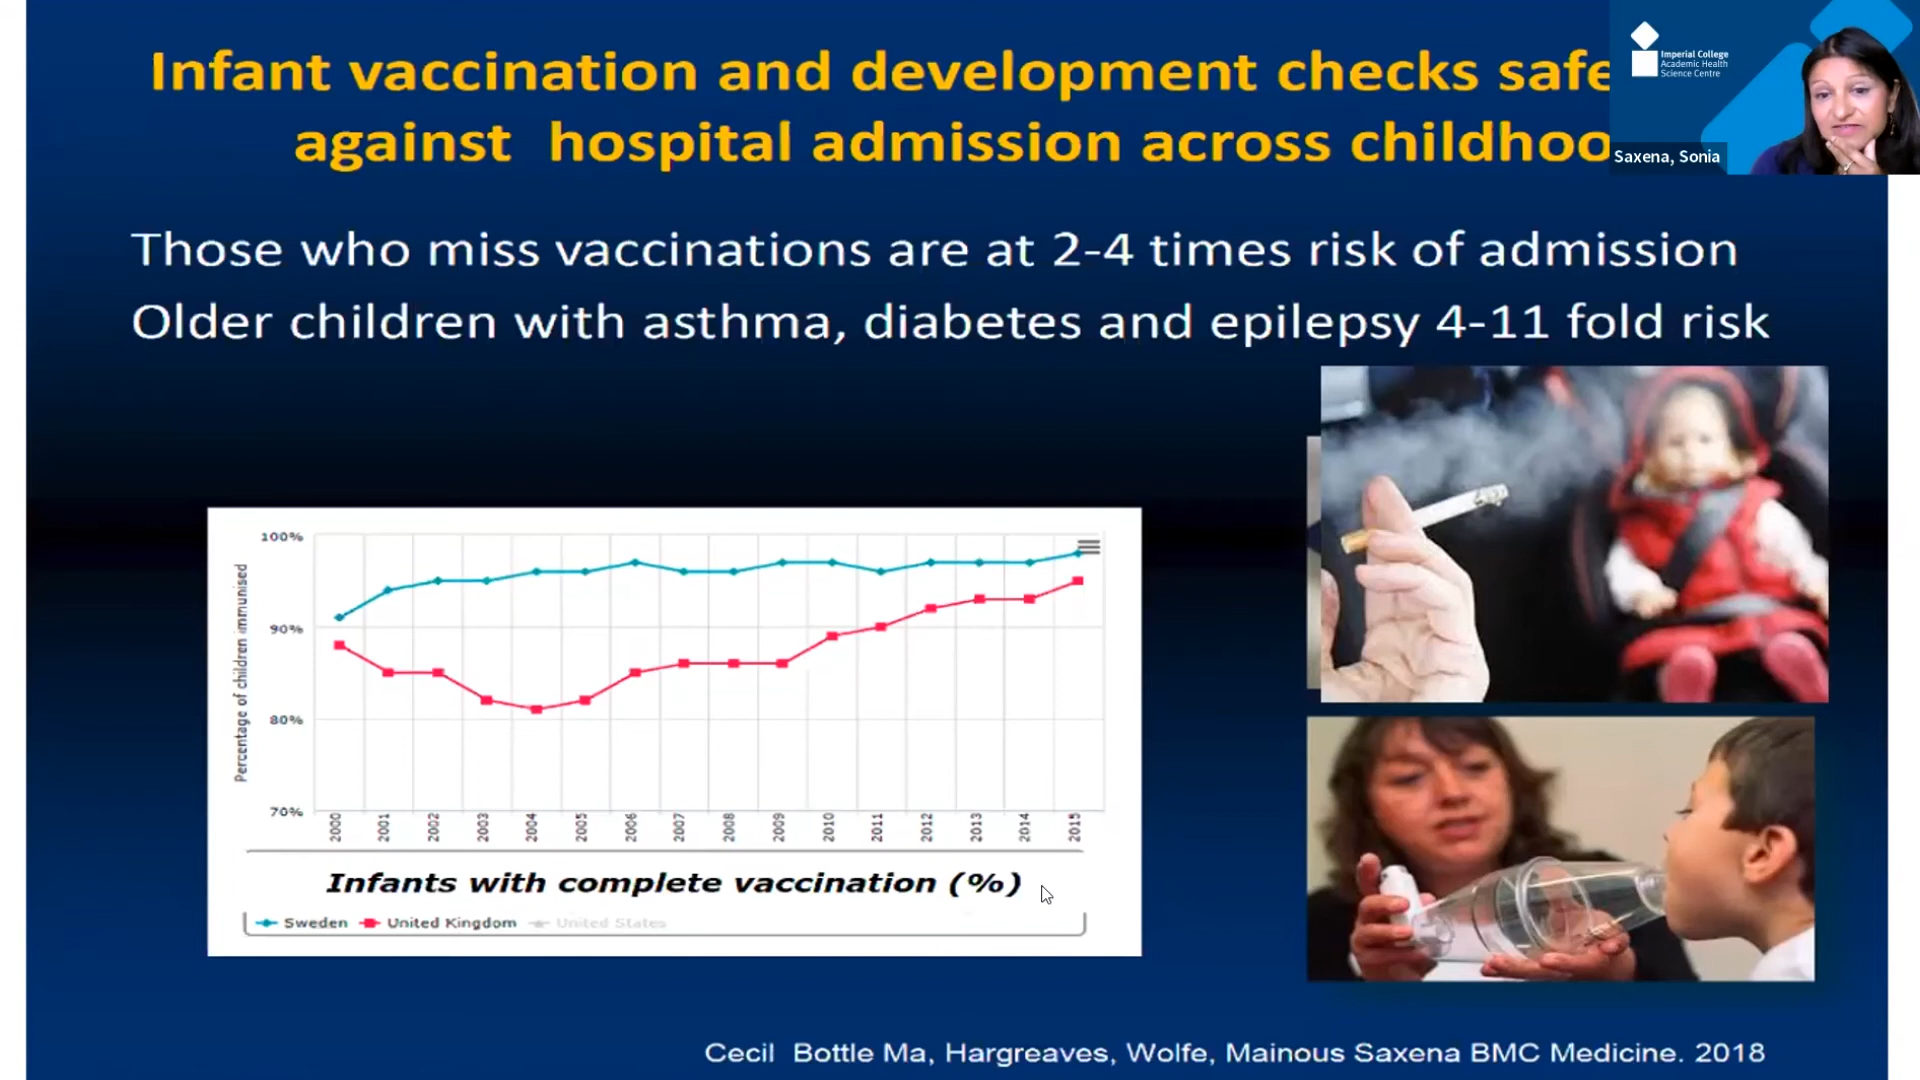 Infant vaccination and development checks safe
against hospital admission across childhoo
Imperial College
Academic Health
Science Centre
Saxena, Sonia
Those who miss vaccinations are at 2-4 times risk of admission
Older children with asthma, diabetes and epilepsy 4-11 fold risk
Percentage of children immunised
100%
90%
80%
70%
2000 2001 2002 2003 2004 2005 2006 2007 2008 2009 2010 2011 2012 2013 2014 2015
Infants with complete vaccination (%)
Sweden United Kingdom United States
Cecil Bottle Ma, Hargreaves, Wolfe, Mainous Saxena BMC Medicine. 2018